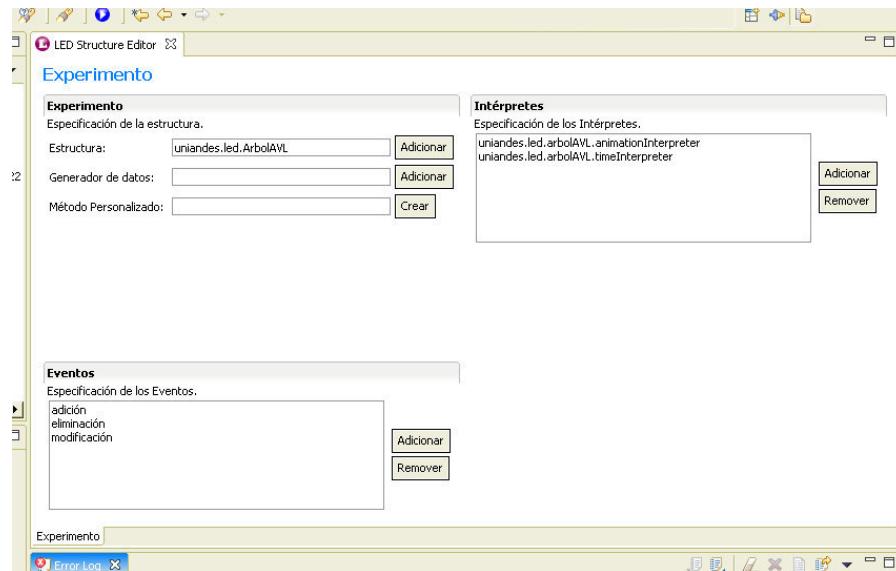 LED Structure Editor
Experimento
Experimento
Especificación de la estructura.
Estructura: uniandes.led.ArbolAVL Adicionar
Generador de datos: Adicionar
Método Personalizado: Crear
Intérpretes
Especificación de los Intérpretes.
uniandes.led.arbolAVL.animationInterpreter
uniandes.led.arbolAVL.timeInterpreter
Adicionar
Remover
22
Eventos
Especificación de los Eventos.
adición
eliminación
modificación
Adicionar
Remover
Experimento
Error Log